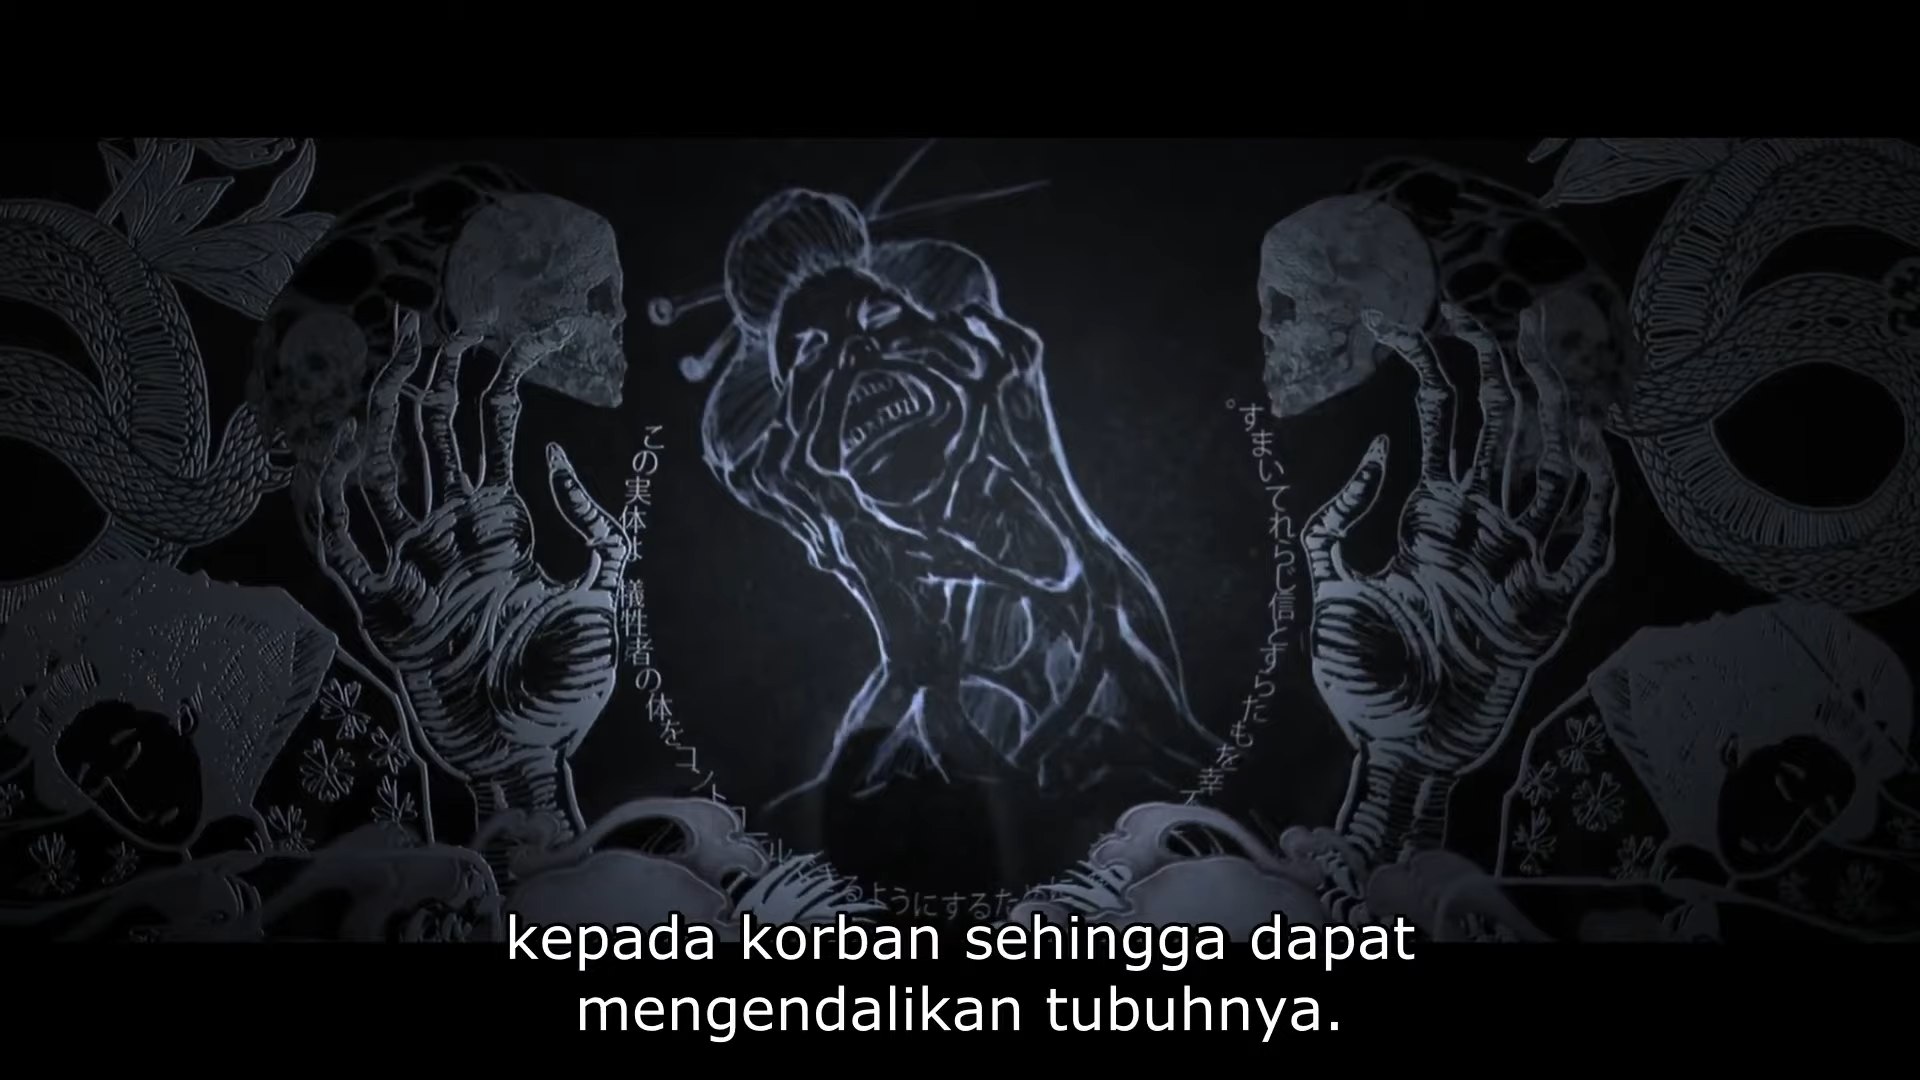 この実体は 犠牲者の体をコントロールできるようにするために
幸をもたらすと信じられています。
kepada korban sehingga dapat
mengendalikan tubuhnya.